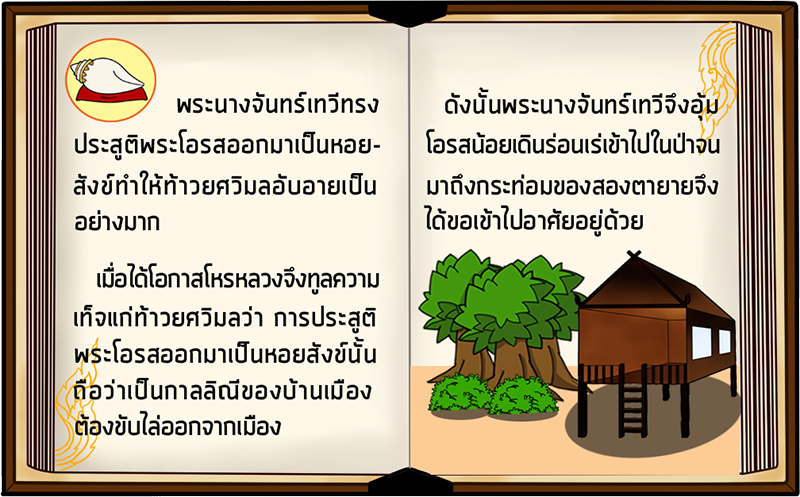 พระนางจันทร์เทวีทรง
ประสูติพระโอรสออกมาเป็นหอย-
สังข์ทำให้ท้าวยศวิมลอับอายเป็น
อย่างมาก
เมื่อได้โอกาสโหรหลวงจึงทูลความ
เท็จแก่ท้าวยศวิมลว่า การประสูติ
พระโอรสออกมาเป็นหอยสังข์นั้น
ถือว่าเป็นกาลลิณีของบ้านเมือง
ต้องขับไล่ออกจากเมือง
ดังนั้นพระนางจันทร์เทวีจึงอุ้ม
โอรสน้อยเดินร่อนเร่เข้าไปในป่าจน
มาถึงกระท่อมของสองตายายจึง
ได้ขอเข้าไปอาศัยอยู่ด้วย